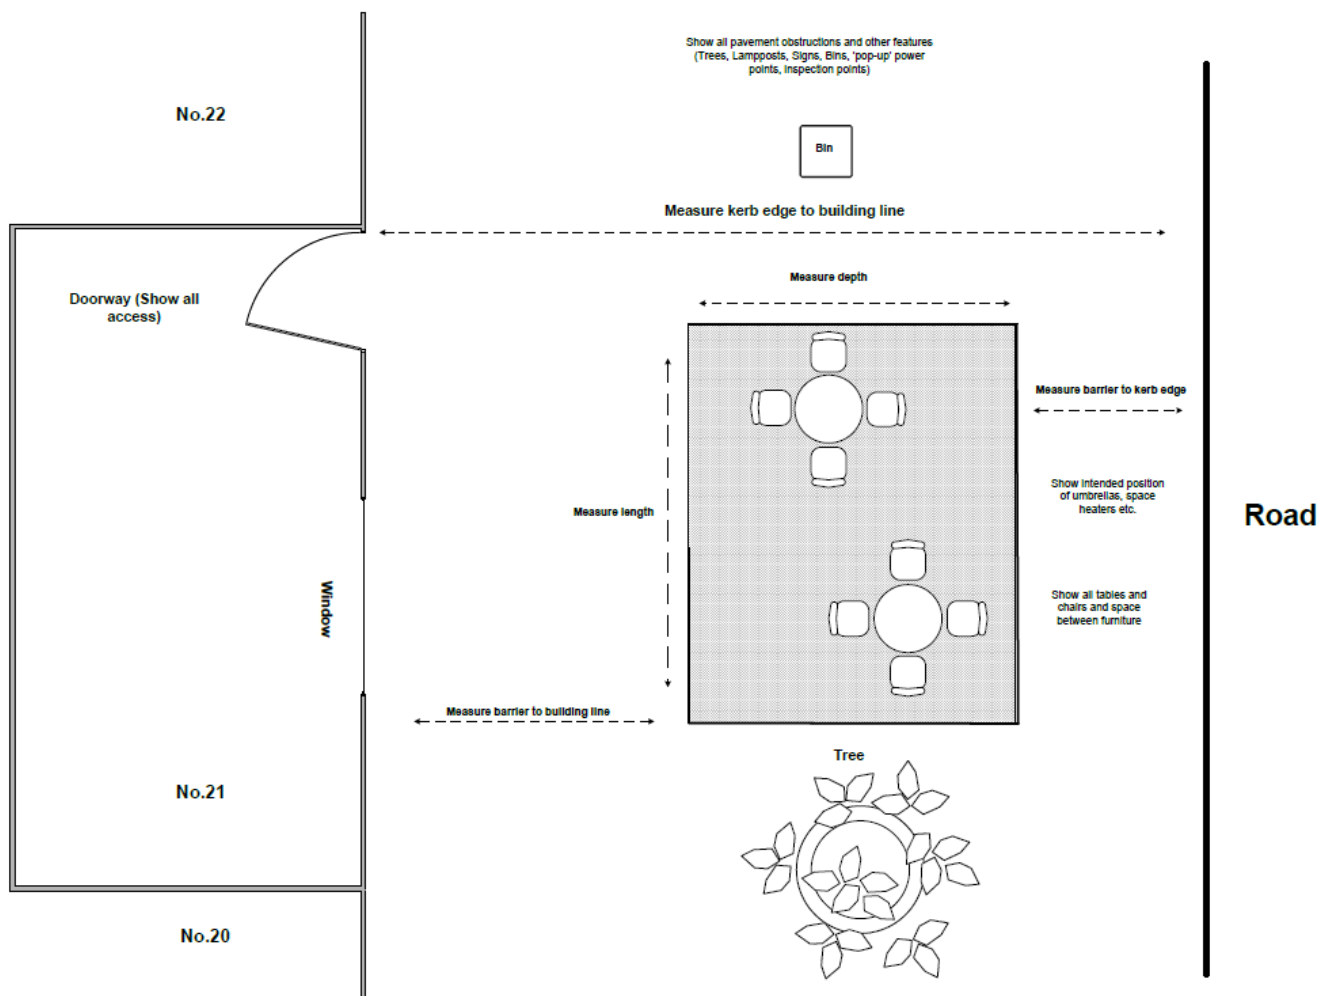 Show all pavement obstructions and other features
(Trees, Lampposts, Signs, Bins, 'pop-up' power
points, inspection points)
No.22
Bin
Measure kerb edge to building line
Measure depth
Doorway (Show all
access)
Measure barrier to kerb edge
Show intended position
of umbrellas, space
heaters etc.
Measure length
Road
Window
Show all tables and
chairs and space
between furniture
Measure barrier to building line
Tree
No.21
No.20